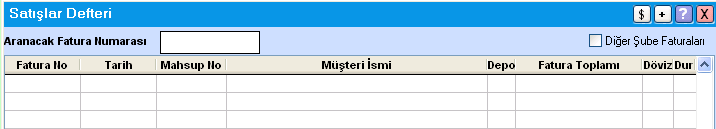 Satışlar Defteri $ + ? X
Aranacak Fatura Numarası Diğer Şube Faturaları
Fatura No Tarih Mahsup No Müşteri İsmi Depo Fatura Toplamı Döviz Dur